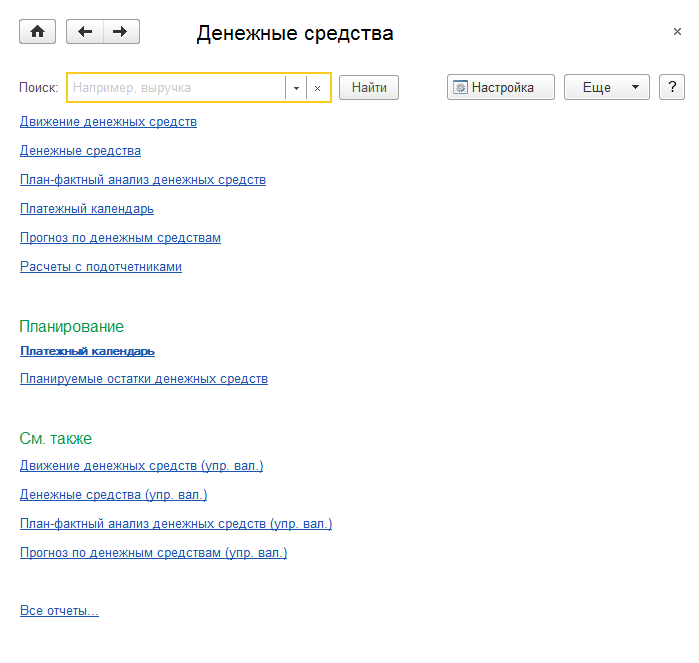 Денежные средства
Поиск: Например, выручка Найти Настройка Еще ?
Движение денежных средств
Денежные средства
План-фактный анализ денежных средств
Платежный календарь
Прогноз по денежным средствам
Расчеты с подотчетниками
Планирование
Платежный календарь
Планируемые остатки денежных средств
См. также
Движение денежных средств (упр. вал.)
Денежные средства (упр. вал.)
План-фактный анализ денежных средств (упр. вал.)
Прогноз по денежным средствам (упр. вал.)
Все отчеты...